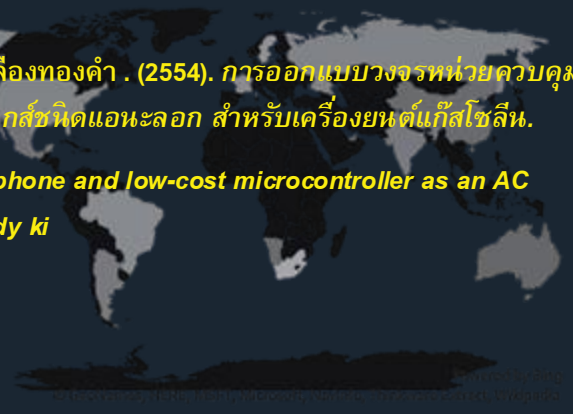 ลืองทองคำ . (2554). การออกแบบวงจรหน่วยควบคุม
กส์ชนิดแอนะลอก สำหรับเครื่องยนต์แก๊สโซลีน.
phone and low-cost microcontroller as an AC
dy ki